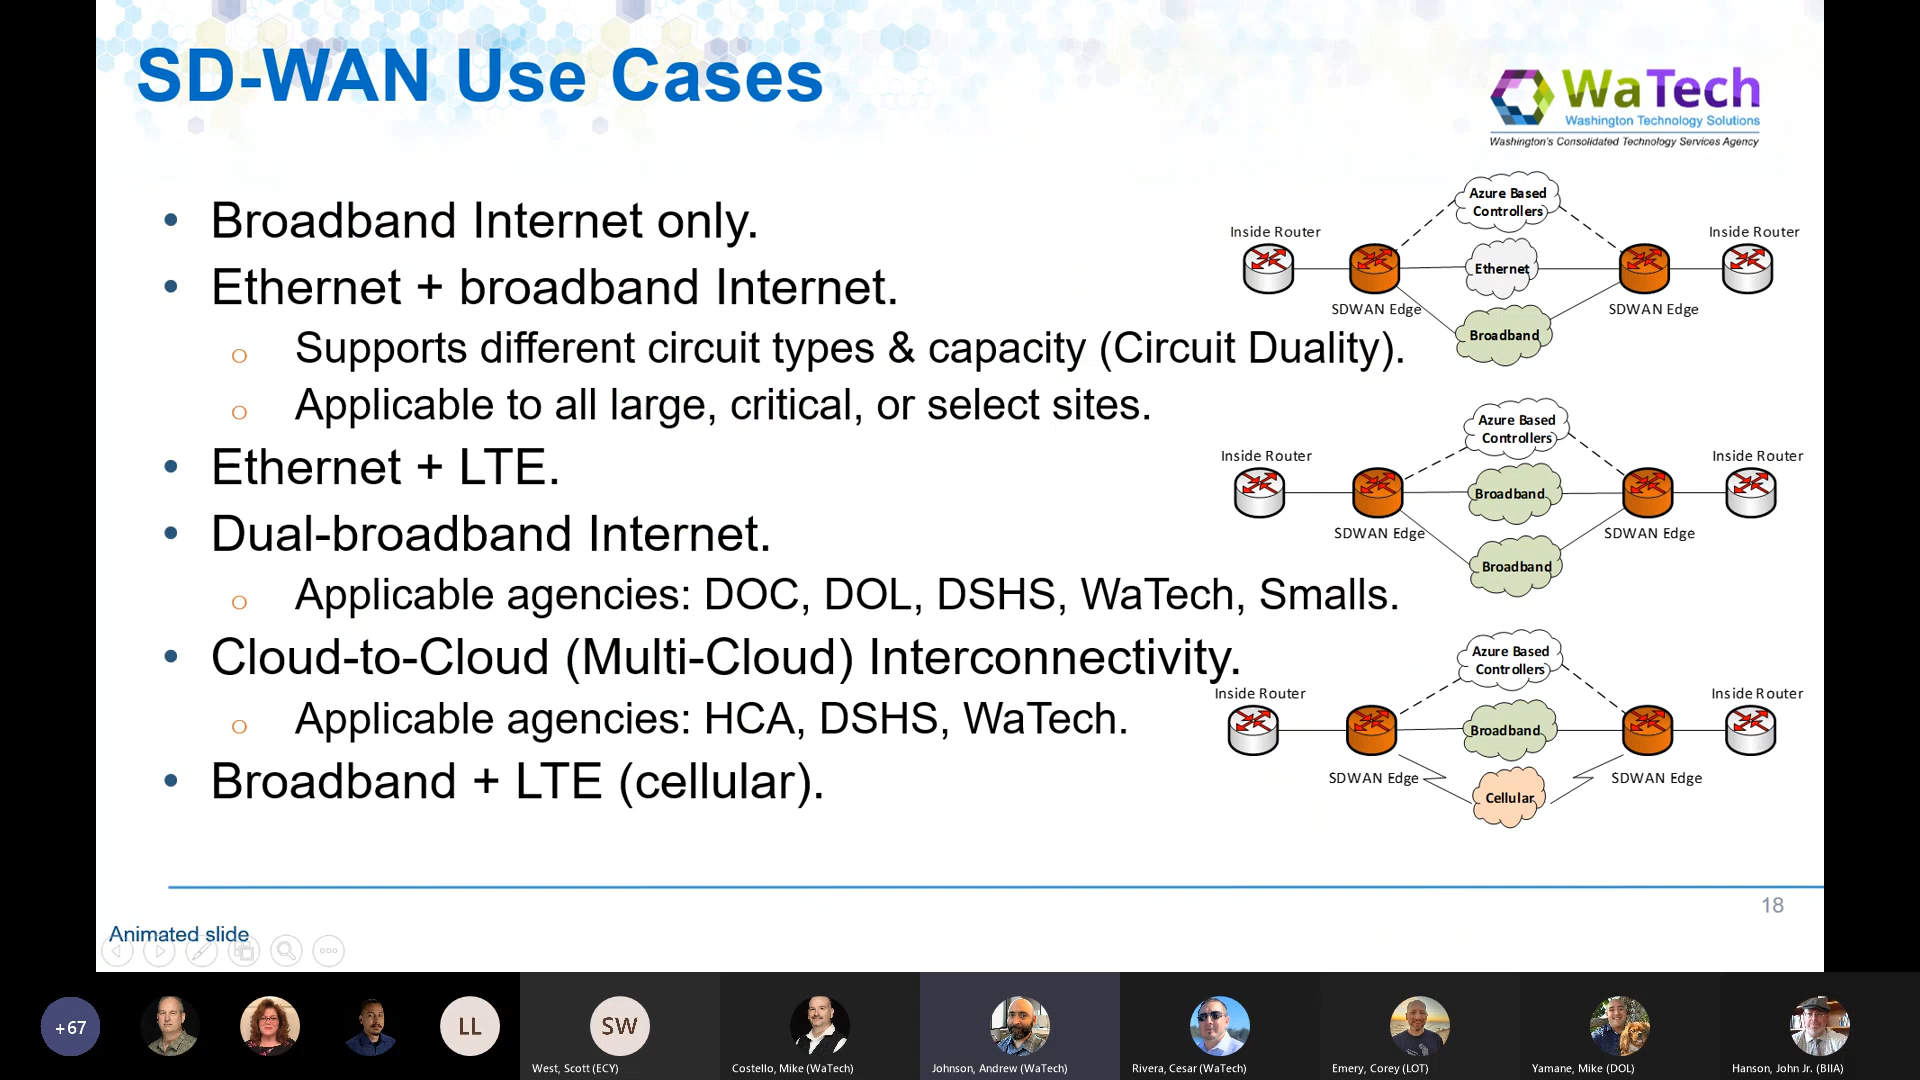 SD-WAN Use Cases
WaTech
Washington Technology Solutions
Washington's Consolidated Technology Services Agency
• Broadband Internet only.
• Ethernet + broadband Internet.
o Supports different circuit types & capacity (Circuit Duality).
o Applicable to all large, critical, or select sites.
• Ethernet + LTE.
• Dual-broadband Internet.
o Applicable agencies: DOC, DOL, DSHS, WaTech, Smalls.
• Cloud-to-Cloud (Multi-Cloud) Interconnectivity.
o Applicable agencies: HCA, DSHS, WaTech.
• Broadband + LTE (cellular).
Azure Based
Controllers
Inside Router
Inside Router
Ethernet
SDWAN Edge
SDWAN Edge
Broadband
Azure Based
Controllers
Inside Router
Inside Router
Broadband
SDWAN Edge
SDWAN Edge
Broadband
Azure Based
Controllers
Inside Router
Inside Router
Broadband
SDWAN Edge
SDWAN Edge
Cellular
18
Animated slide
+67
LL
SW
West, Scott (ECY)
Costello, Mike (WaTech)
Johnson, Andrew (WaTech)
Rivera, Cesar (WaTech)
Emery, Corey (LOT)
Yamane, Mike (DOL)
Hanson, John Jr. (BIIA)